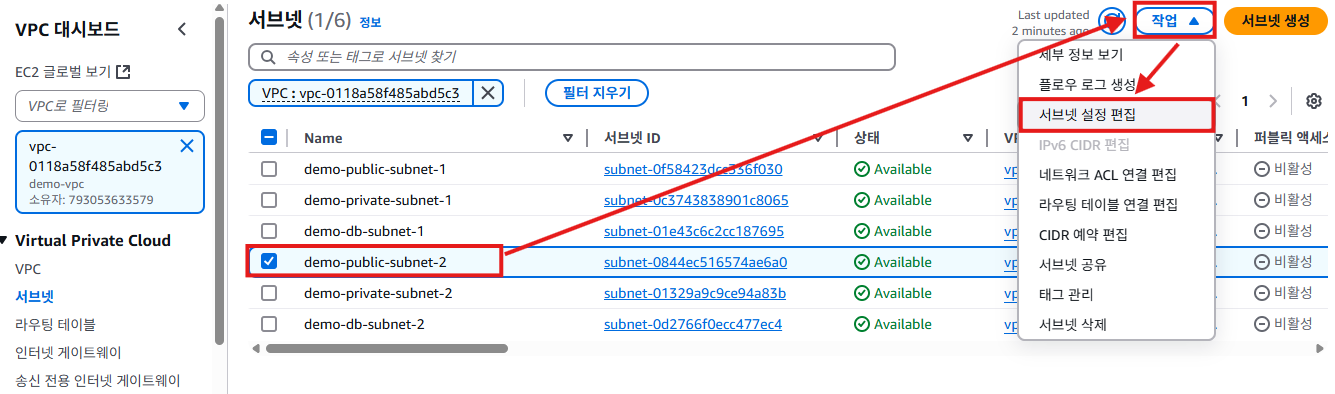 VPC 대시보드
EC2 글로벌 보기
VPC로 필터링
vpc-
0118a58f485abd5c3
demo-vpc
소유자: 793053633579
Virtual Private Cloud
VPC
서브넷
라우팅 테이블
인터넷 게이트웨이
송신 전용 인터넷 게이트웨이
서브넷 (1/6) 정보
Last updated
2 minutes ago
작업
서브넷 생성
속성 또는 태그로 서브넷 찾기
VPC : vpc-0118a58f485abd5c3
필터 지우기
1
Name 서브넷 ID 상태 퍼블릭 액세스
demo-public-subnet-1 Available vp 비활성
demo-private-subnet-1 subnet-0c3743838901c8065 Available vp 비활성
demo-db-subnet-1 subnet-01e43c6c2cc187695 Available vp 비활성
demo-public-subnet-2 subnet-0844ec516574ae6a0 Available vp 비활성
demo-private-subnet-2 subnet-01329a9c9ce94a83b Available vp 비활성
demo-db-subnet-2 subnet-0d2766f0ecc477ec4 Available vp 비활성
세부 정보 보기
플로우 로그 생성
서브넷 설정 편집
IPv6 CIDR 편집
네트워크 ACL 연결 편집
라우팅 테이블 연결 편집
CIDR 예약 편집
서브넷 공유
태그 관리
서브넷 삭제